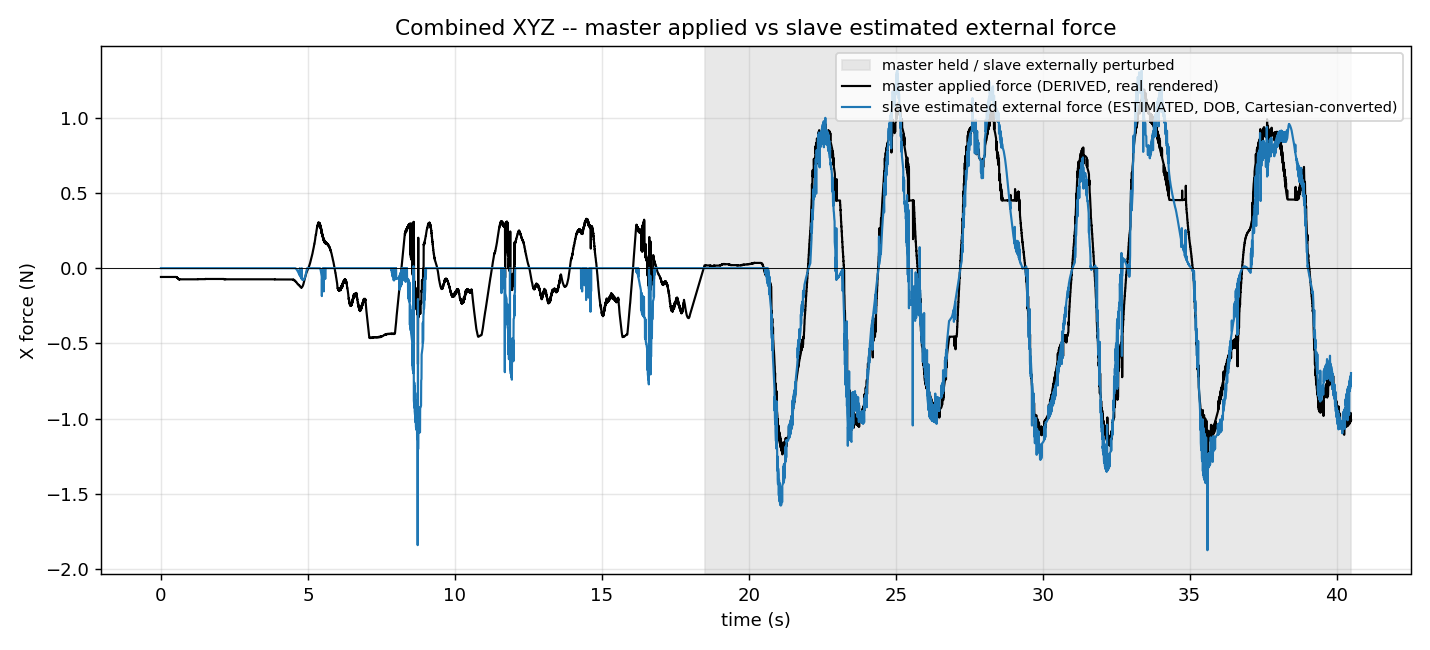 Combined XYZ -- master applied vs slave estimated external force
master held / slave externally perturbed
master applied force (DERIVED, real rendered)
slave estimated external force (ESTIMATED, DOB, Cartesian-converted)
X force (N)
1.0
0.5
0.0
−0.5
−1.0
−1.5
−2.0
0 5 10 15 20 25 30 35 40
time (s)